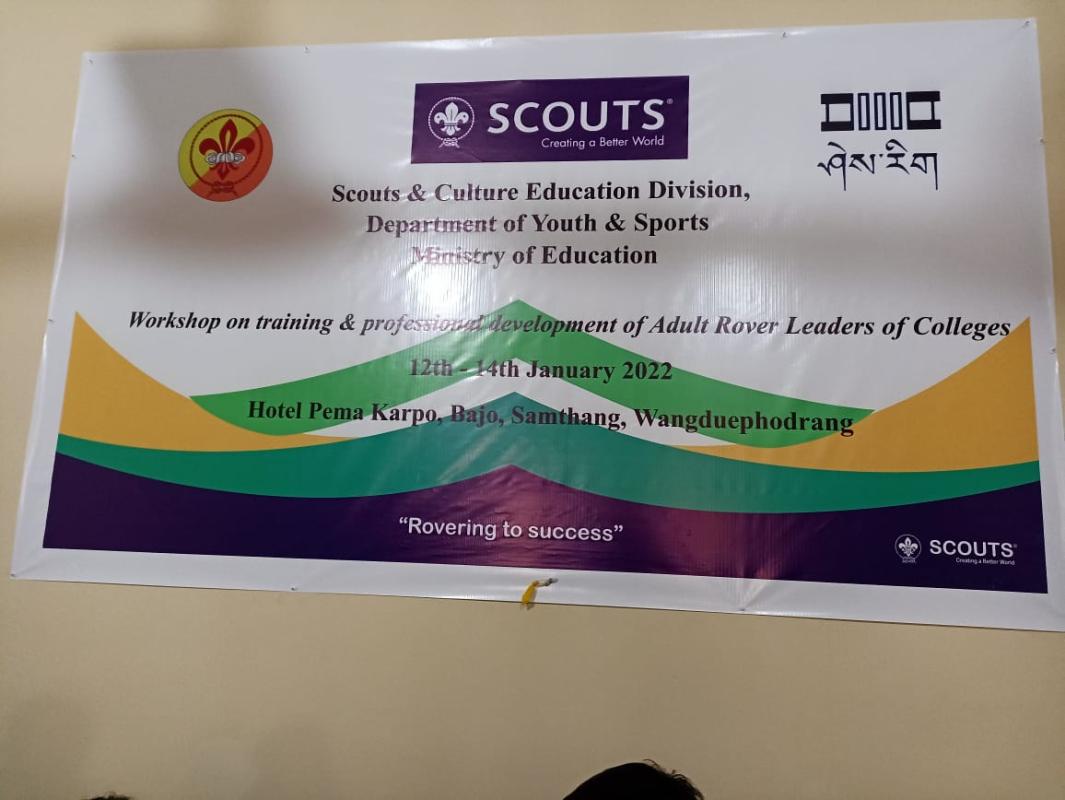 SCOUTS®
Creating a Better World
ཤེས་རིག
Scouts & Culture Education Division,
Department of Youth & Sports
Ministry of Education
Workshop on training & professional development of Adult Rover Leaders of Colleges
12th - 14th January 2022
Hotel Pema Karpo, Bajo, Samthang, Wangduephodrang
“Rovering to success”
SCOUTS®
Creating a Better World